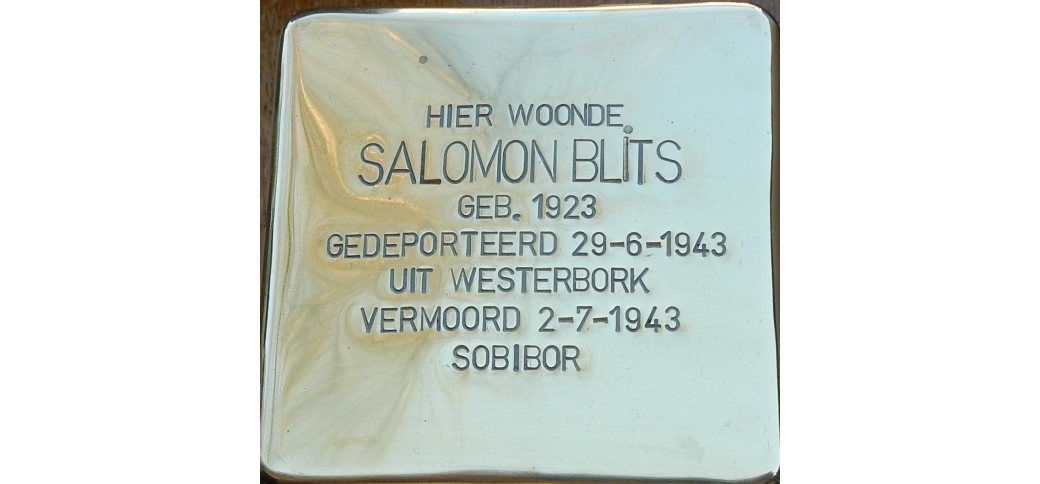 HIER WOONDE
SALOMON BLITS
GEB. 1923
GEDEPORTEERD 29-6-1943
UIT WESTERBORK
VERMOORD 2-7-1943
SOBIBOR